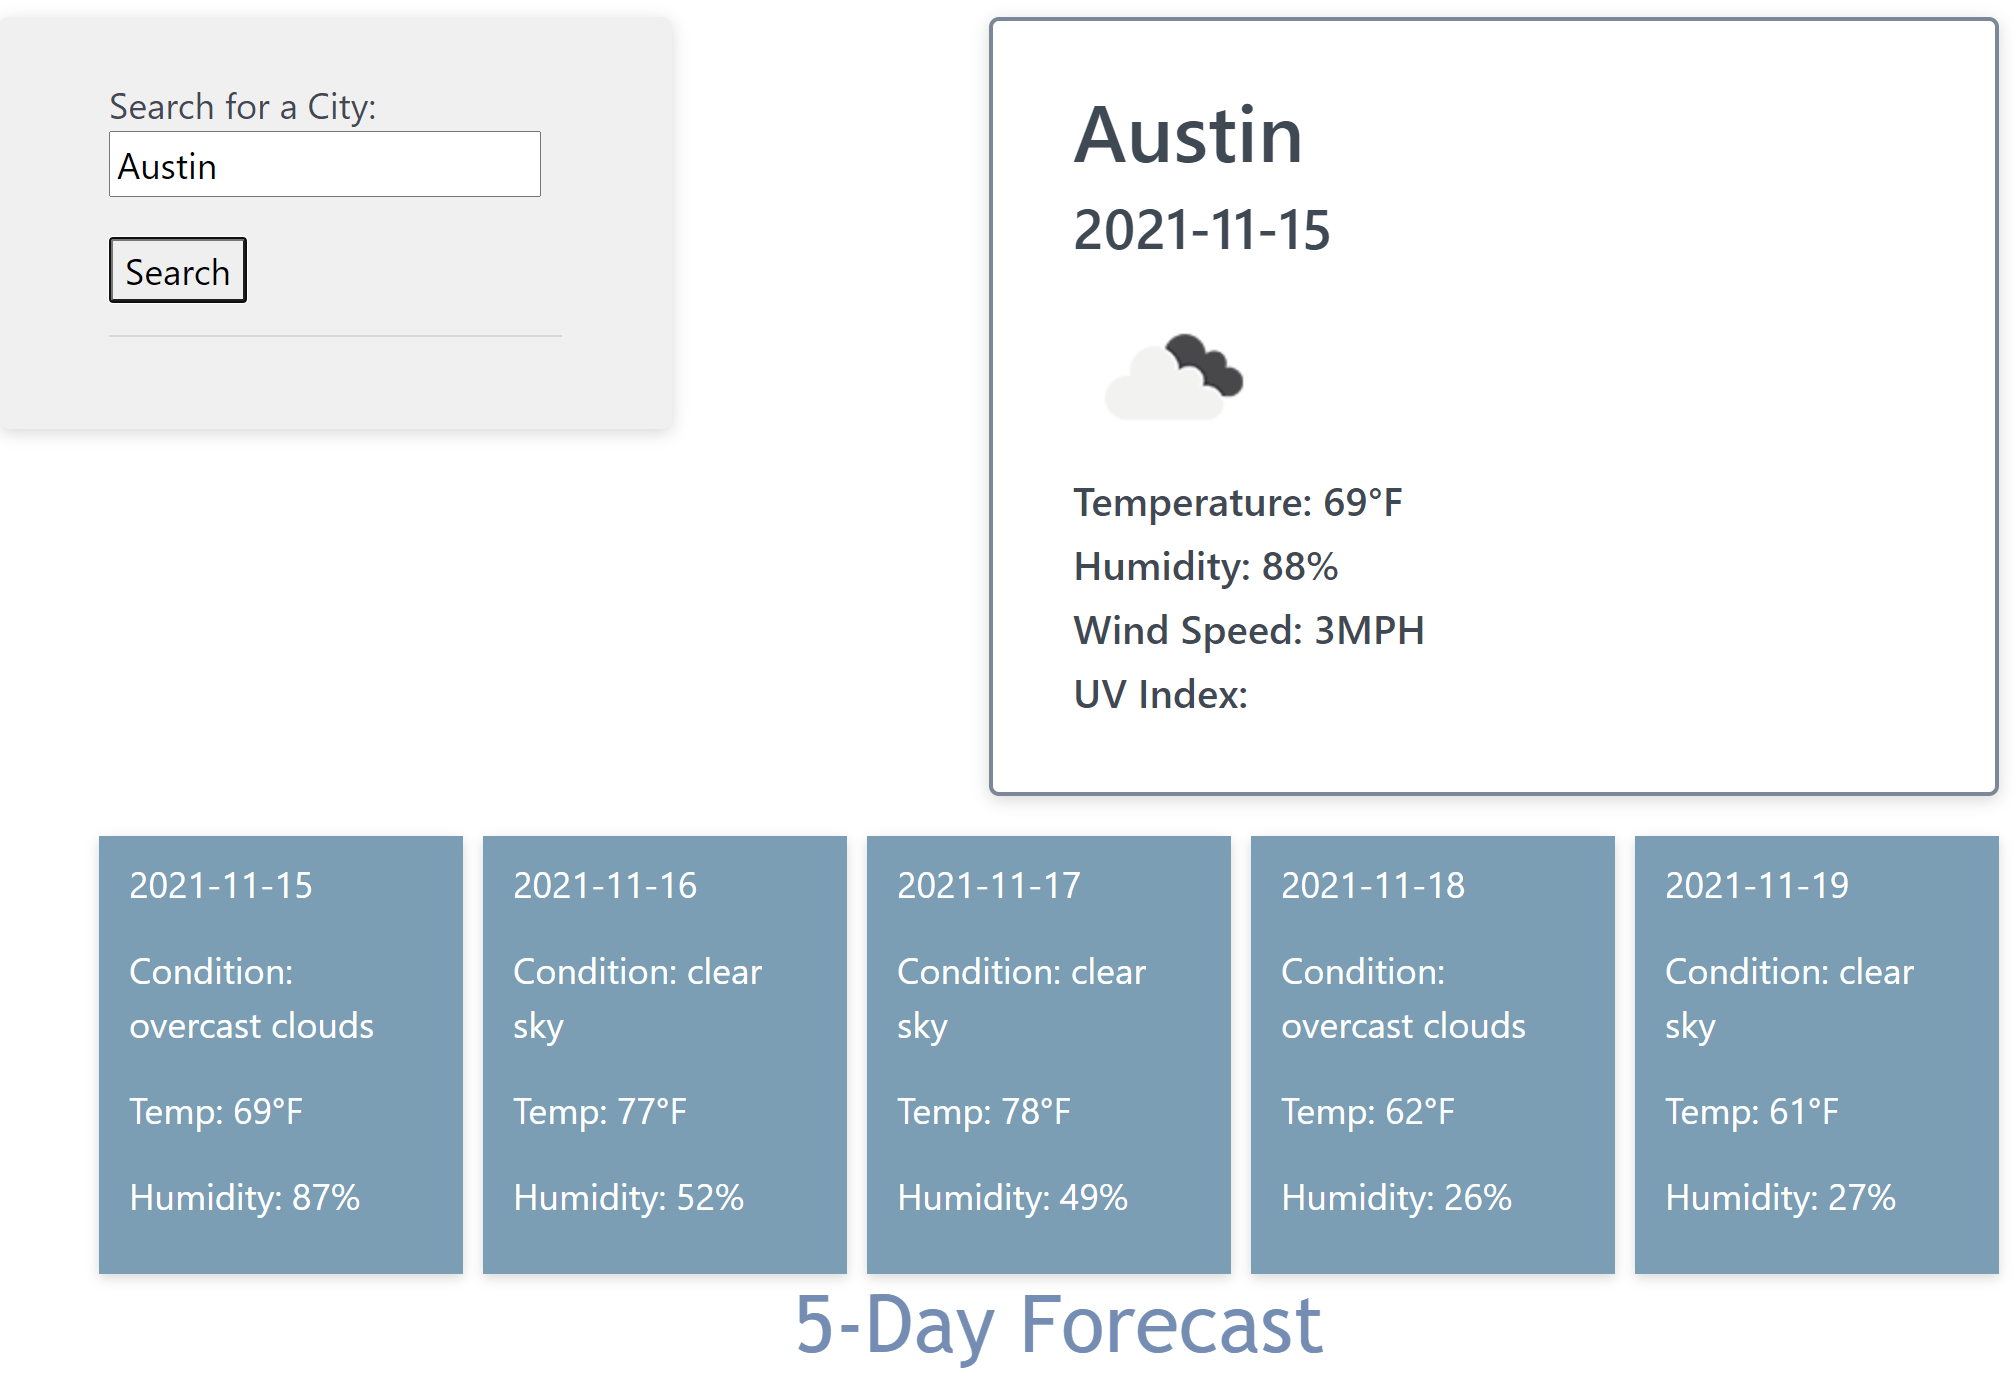 Search for a City:
Austin
Search
Austin
2021-11-15
Temperature: 69°F
Humidity: 88%
Wind Speed: 3MPH
UV Index:
2021-11-15
Condition:
overcast clouds
Temp: 69°F
Humidity: 87%
2021-11-16
Condition: clear
sky
Temp: 77°F
Humidity: 52%
2021-11-17
Condition: clear
sky
Temp: 78°F
Humidity: 49%
2021-11-18
Condition:
overcast clouds
Temp: 62°F
Humidity: 26%
2021-11-19
Condition: clear
sky
Temp: 61°F
Humidity: 27%
5-Day Forecast